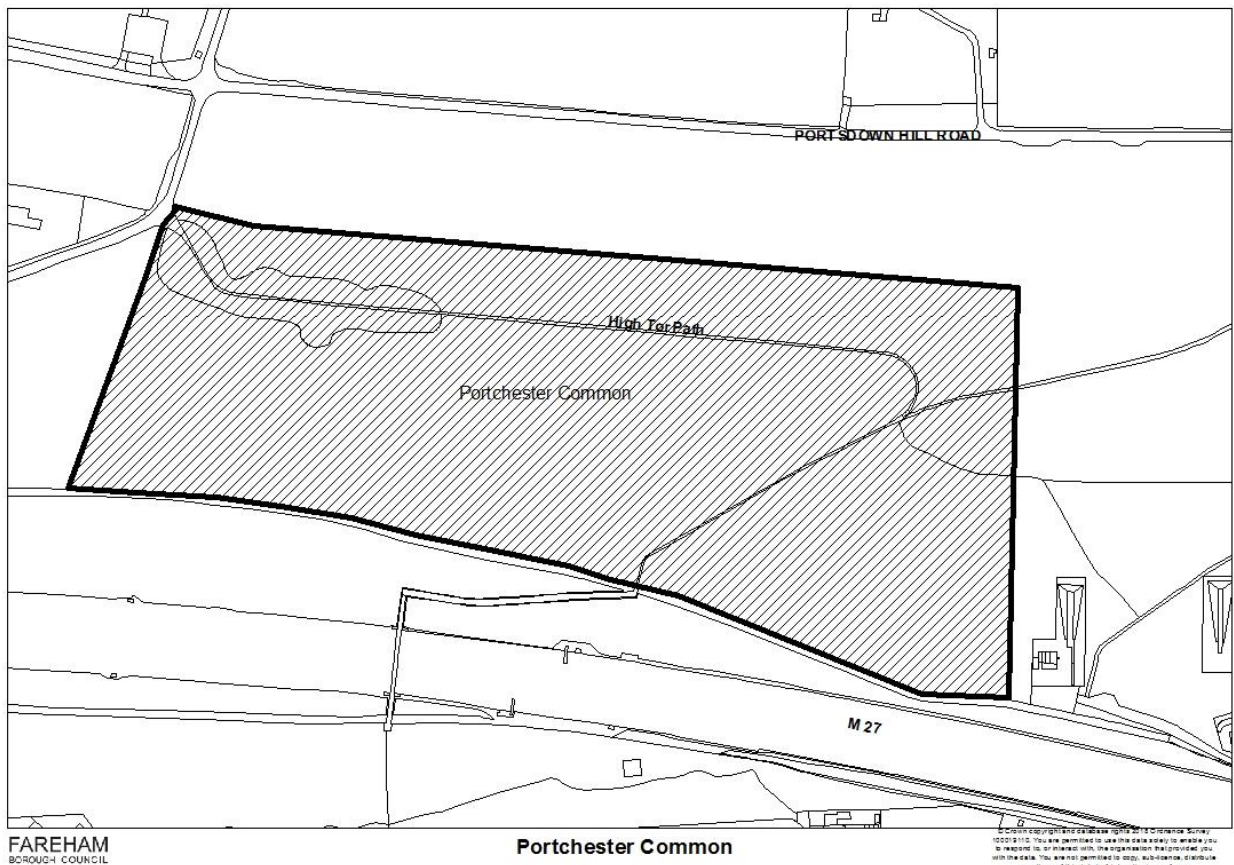 PORTSDOWN HILL ROAD
High Tor Path
Portchester Common
M 27
FAREHAM
BOROUGH COUNCIL
Portchester Common
© Crown copyright and database rights 2018 Ordnance Survey
100019110. You are permitted to use this data solely to enable you
to respond to, or interact with, the organisation that provided you
with the data. You are not permitted to copy, sub-licence, distribute